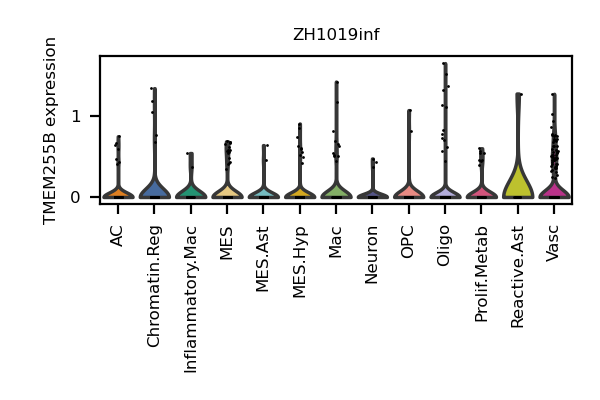 ZH1019inf
TMEM255B expression
1
0
AC
Chromatin.Reg
Inflammatory.Mac
MES
MES.Ast
MES.Hyp
Mac
Neuron
OPC
Oligo
Prolif.Metab
Reactive.Ast
Vasc